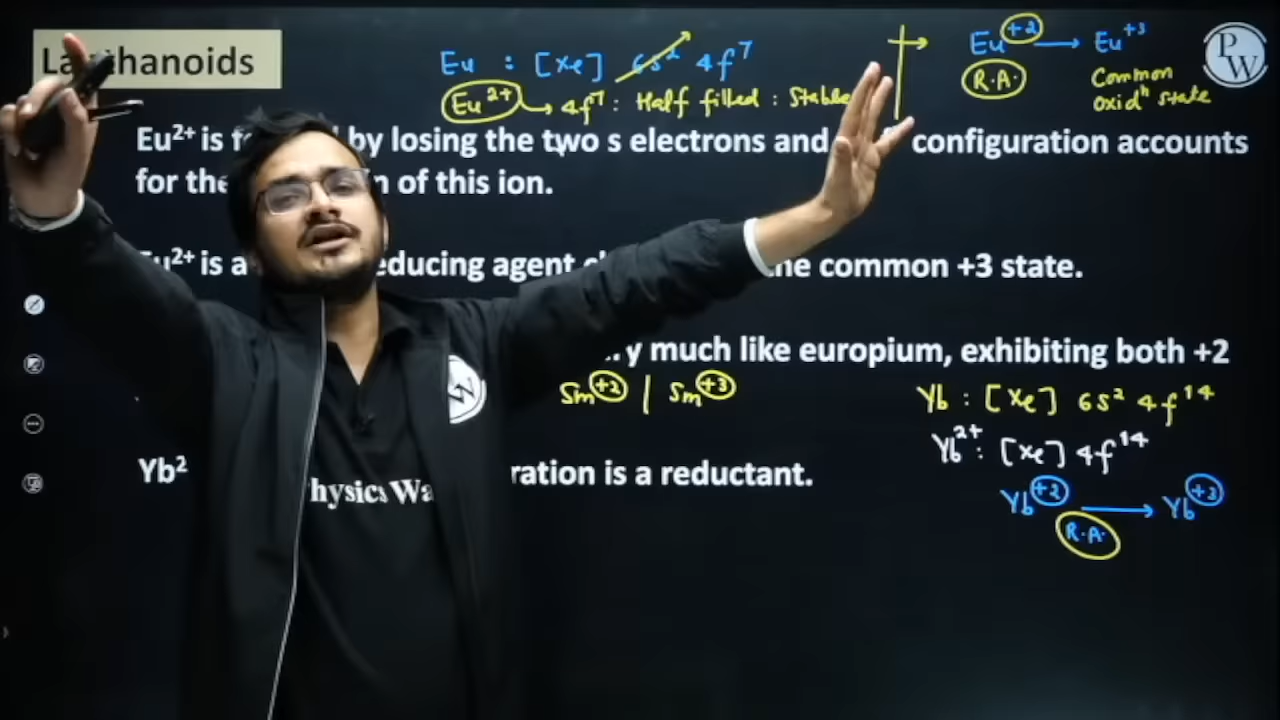 Lanthanoids
Eu : [Xe] 6s² 4f⁷
Eu²⁺ → 4f⁷ : Half filled : Stable
Eu⁺² → Eu⁺³
R.A.
Common
oxidⁿ state
PW
Eu²⁺ is by losing the two s electrons and configuration accounts
for the of this ion.
Eu²⁺ is a reducing agent the common +3 state.
much like europium, exhibiting both +2
Sm⁺² | Sm⁺³
Yb : [Xe] 6s² 4f¹⁴
Yb²⁺ : [Xe] 4f¹⁴
Yb² ration is a reductant.
Yb⁺² → Yb⁺³
R.A.
Physics Wa